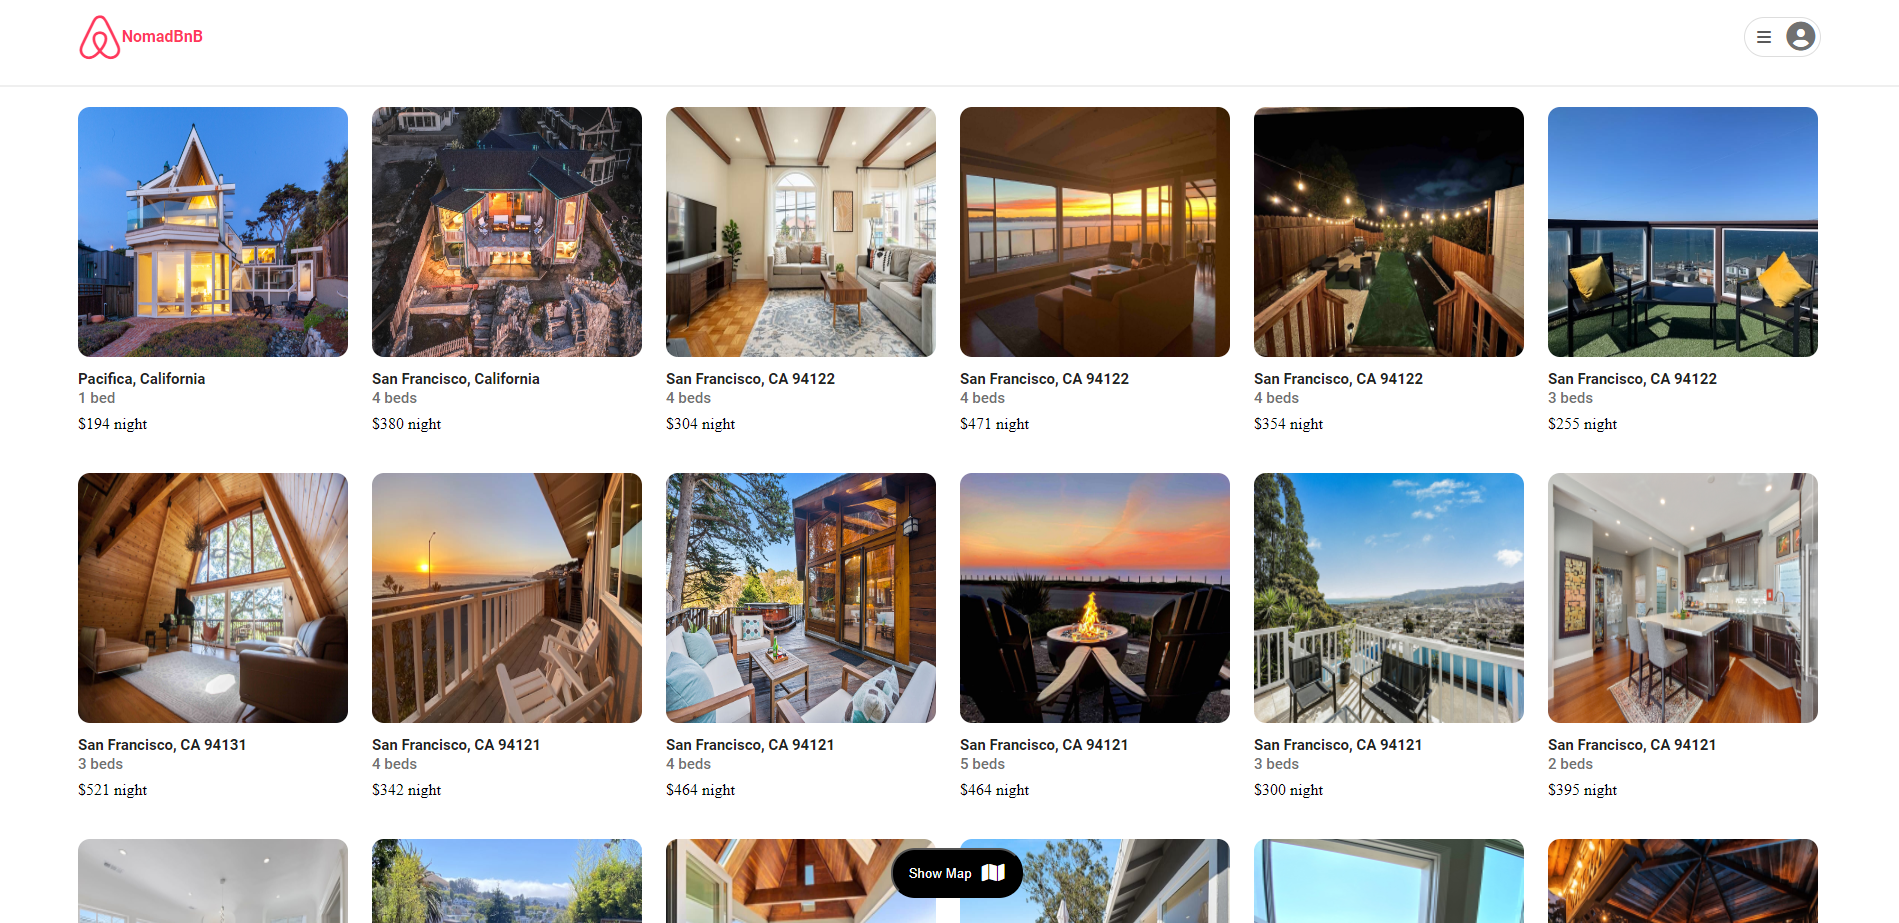 NomadBnB
Pacifica, California
1 bed
$194 night
San Francisco, California
4 beds
$380 night
San Francisco, CA 94122
4 beds
$304 night
San Francisco, CA 94122
4 beds
$471 night
San Francisco, CA 94122
4 beds
$354 night
San Francisco, CA 94122
3 beds
$255 night
San Francisco, CA 94131
3 beds
$521 night
San Francisco, CA 94121
4 beds
$342 night
San Francisco, CA 94121
4 beds
$464 night
San Francisco, CA 94121
5 beds
$464 night
San Francisco, CA 94121
3 beds
$300 night
San Francisco, CA 94121
2 beds
$395 night
Show Map